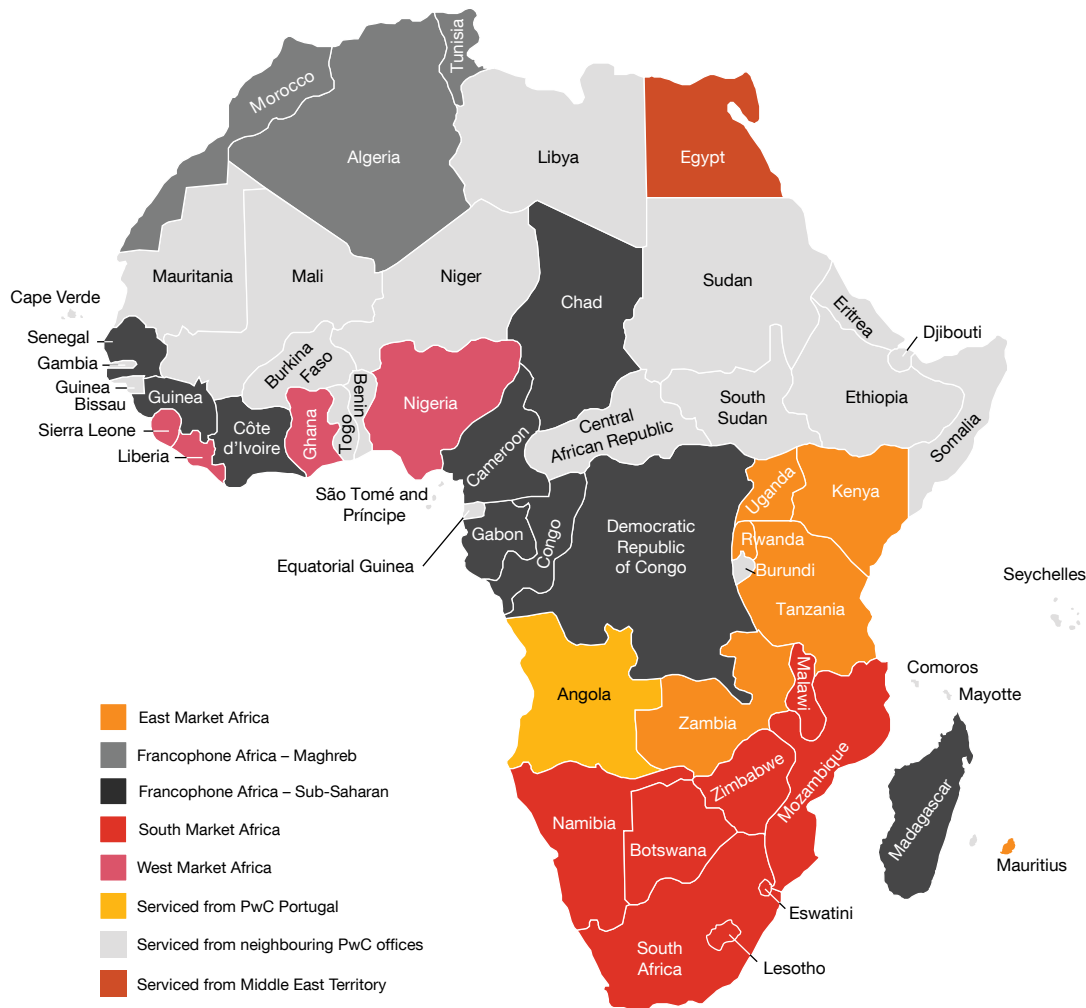 Tunisia
Morocco
Algeria
Libya
Egypt
Mauritania
Mali
Niger
Chad
Sudan
Eritrea
Djibouti
Cape Verde
Senegal
Gambia
Guinea
Bissau
Guinea
Sierra Leone
Liberia
Côte
d’Ivoire
Burkina
Faso
Ghana
Togo
Benin
Nigeria
Cameroon
Central
African Republic
South
Sudan
Ethiopia
Somalia
São Tomé and
Príncipe
Equatorial Guinea
Gabon
Congo
Democratic
Republic
of Congo
Uganda
Kenya
Rwanda
Burundi
Tanzania
Seychelles
Comoros
Mayotte
Angola
Zambia
Malawi
Mozambique
Zimbabwe
Namibia
Botswana
Madagascar
Mauritius
Eswatini
South
Africa
Lesotho
East Market Africa
Francophone Africa – Maghreb
Francophone Africa – Sub-Saharan
South Market Africa
West Market Africa
Serviced from PwC Portugal
Serviced from neighbouring PwC offices
Serviced from Middle East Territory